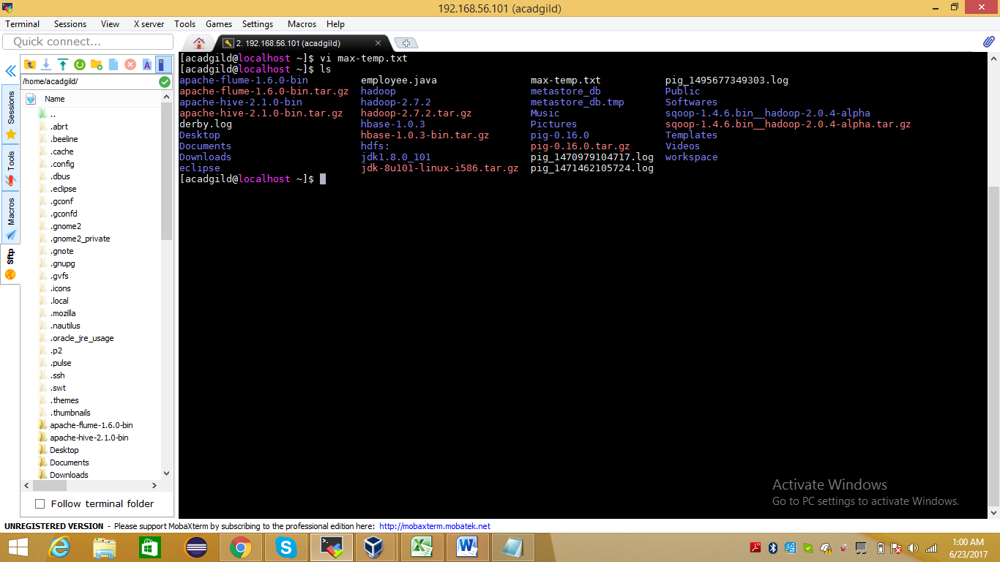 192.168.56.101 (acadgild)
Terminal Sessions View X server Tools Games Settings Macros Help
Quick connect...
2. 192.168.56.101 (acadgild)
/home/acadgild/
Name
..
.abrt
.beeline
.cache
.config
.dbus
.eclipse
.gconf
.gconfd
.gnome2
.gnome2_private
.gnote
.gnupg
.gvfs
.icons
.local
.mozilla
.nautilus
.oracle_jre_usage
.p2
.pulse
.ssh
.swt
.themes
.thumbnails
apache-flume-1.6.0-bin
apache-hive-2.1.0-bin
Desktop
Documents
Downloads
Follow terminal folder
Sessions
Tools
Macros
Sftp
[acadgild@localhost ~]$ vi max-temp.txt
[acadgild@localhost ~]$ ls
apache-flume-1.6.0-bin employee.java max-temp.txt pig_1495677349303.log
apache-flume-1.6.0-bin.tar.gz hadoop metastore_db Public
apache-hive-2.1.0-bin hadoop-2.7.2 metastore_db.tmp Softwares
apache-hive-2.1.0-bin.tar.gz hadoop-2.7.2.tar.gz Music sqoop-1.4.6.bin__hadoop-2.0.4-alpha
derby.log hbase-1.0.3 Pictures sqoop-1.4.6.bin__hadoop-2.0.4-alpha.tar.gz
Desktop hbase-1.0.3-bin.tar.gz pig-0.16.0 Templates
Documents hdfs: pig-0.16.0.tar.gz Videos
Downloads jdk1.8.0_101 pig_1470979104717.log workspace
eclipse jdk-8u101-linux-i586.tar.gz pig_1471462105724.log
[acadgild@localhost ~]$
Activate Windows
Go to PC settings to activate Windows.
UNREGISTERED VERSION - Please support MobaXterm by subscribing to the professional edition here: http://mobaxterm.mobatek.net
1:00 AM
6/23/2017